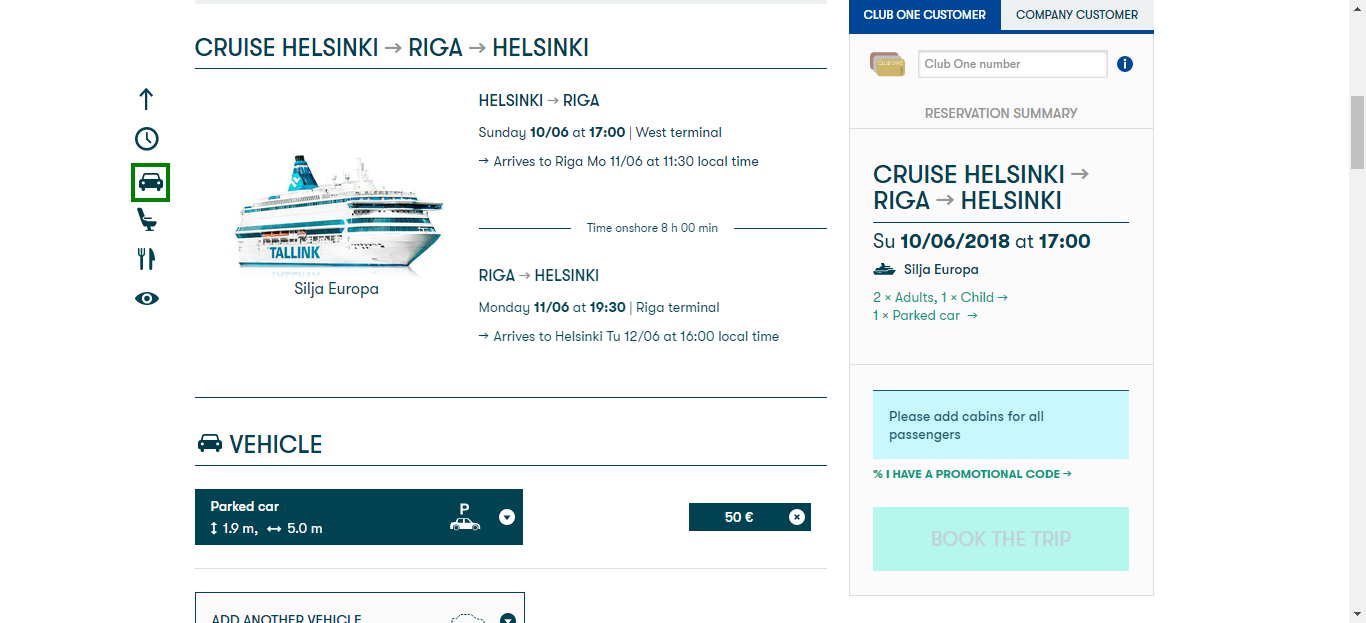 CRUISE HELSINKI → RIGA → HELSINKI
TALLINK
Silja Europa
HELSINKI → RIGA
Sunday 10/06 at 17:00 | West terminal
→ Arrives to Riga Mo 11/06 at 11:30 local time
Time onshore 8 h 00 min
RIGA → HELSINKI
Monday 11/06 at 19:30 | Riga terminal
→ Arrives to Helsinki Tu 12/06 at 16:00 local time
VEHICLE
Parked car
↕ 1.9 m, ↔ 5.0 m
P
50 €
ADD ANOTHER VEHICLE
CLUB ONE CUSTOMER
COMPANY CUSTOMER
CLUB ONE
Club One number
RESERVATION SUMMARY
CRUISE HELSINKI →
RIGA → HELSINKI
Su 10/06/2018 at 17:00
Silja Europa
2 × Adults, 1 × Child →
1 × Parked car →
Please add cabins for all
passengers
% I HAVE A PROMOTIONAL CODE →
BOOK THE TRIP